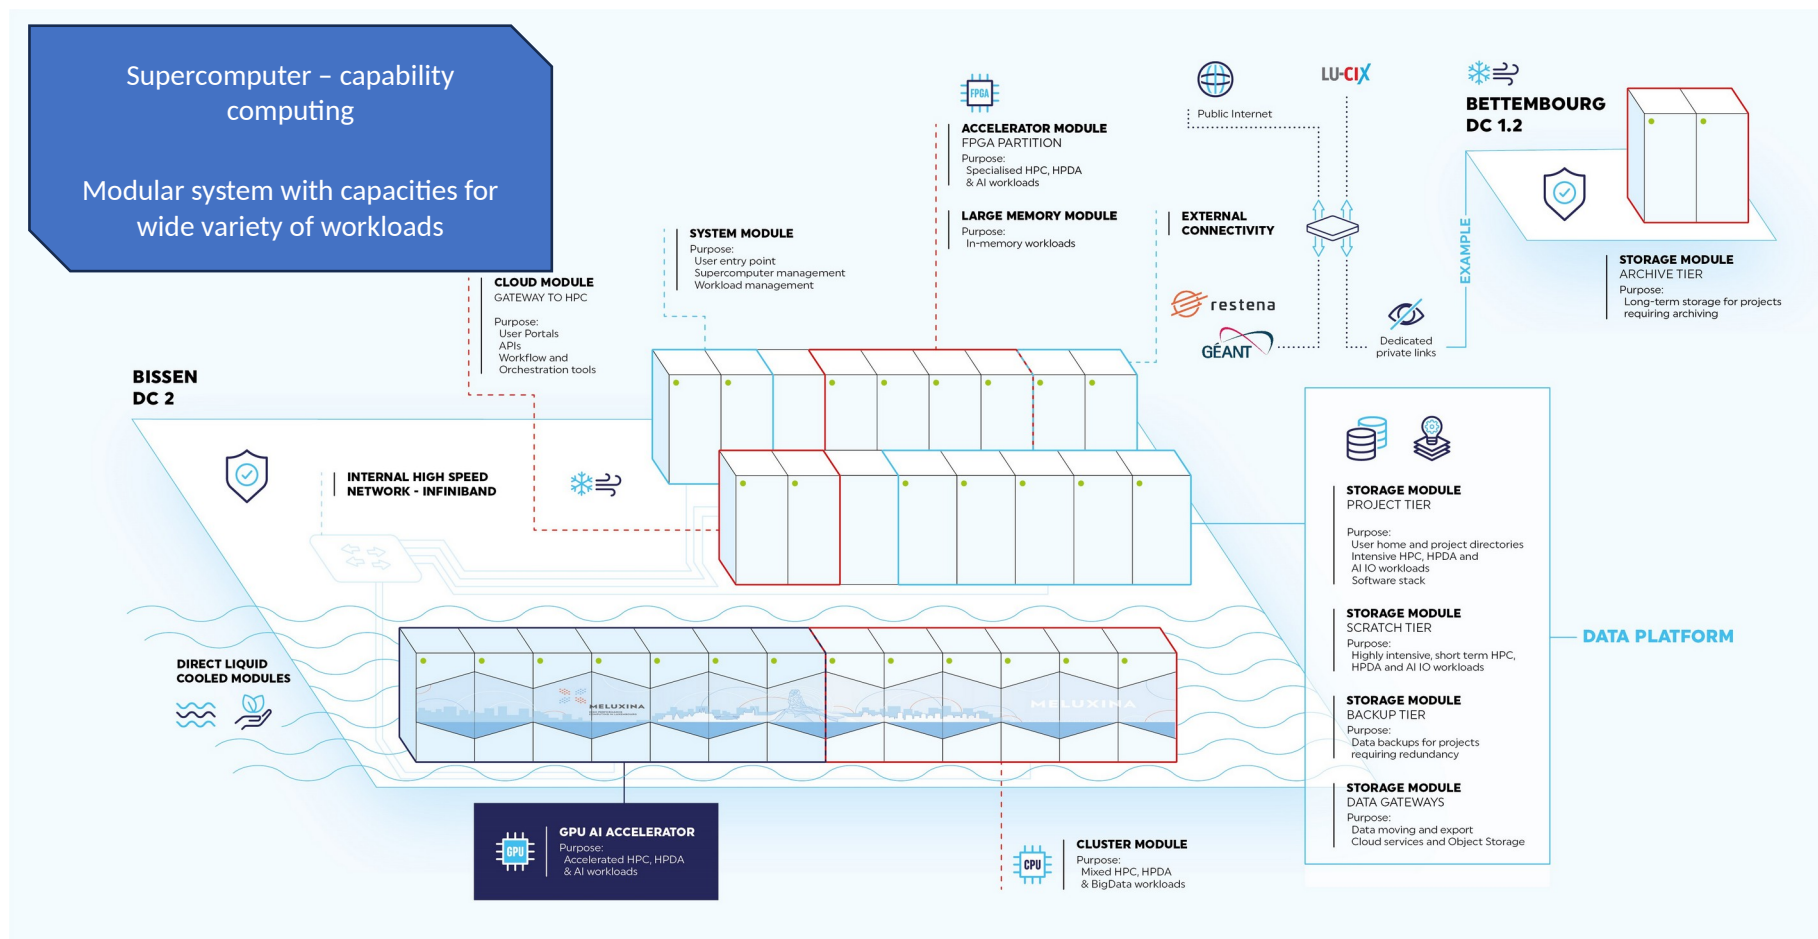 Supercomputer – capability
computing
Modular system with capacities for
wide variety of workloads
CLOUD MODULE
GATEWAY TO HPC
Purpose:
User Portals
APIs
Workflow and
Orchestration tools
SYSTEM MODULE
Purpose:
User entry point
Supercomputer management
Workload management
FPGA
ACCELERATOR MODULE
FPGA PARTITION
Purpose:
Specialised HPC, HPDA
& AI workloads
LARGE MEMORY MODULE
Purpose:
In-memory workloads
EXTERNAL
CONNECTIVITY
Public Internet
LU-CIX
restena
GÉANT
Dedicated
private links
EXAMPLE
BETTEMBOURG
DC 1.2
STORAGE MODULE
ARCHIVE TIER
Purpose:
Long-term storage for projects
requiring archiving
BISSEN
DC 2
INTERNAL HIGH SPEED
NETWORK - INFINIBAND
DIRECT LIQUID
COOLED MODULES
MELUXINA
MELUXINA
GPU
GPU AI ACCELERATOR
Purpose:
Accelerated HPC, HPDA
& AI workloads
CPU
CLUSTER MODULE
Purpose:
Mixed HPC, HPDA
& BigData workloads
STORAGE MODULE
PROJECT TIER
Purpose:
User home and project directories
Intensive HPC, HPDA and
AI IO workloads
Software stack
STORAGE MODULE
SCRATCH TIER
Purpose:
Highly intensive, short term HPC,
HPDA and AI IO workloads
STORAGE MODULE
BACKUP TIER
Purpose:
Data backups for projects
requiring redundancy
STORAGE MODULE
DATA GATEWAYS
Purpose:
Data moving and export
Cloud services and Object Storage
DATA PLATFORM